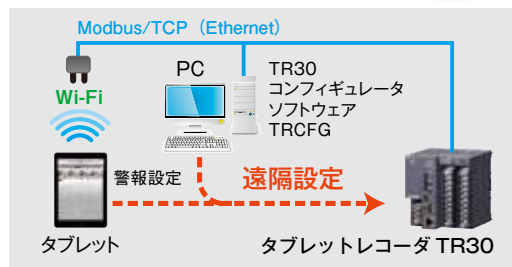 Modbus/TCP（Ethernet）
Wi-Fi
PC
TR30
コンフィギュレータ
ソフトウェア
TRCFG
警報設定
遠隔設定
タブレット
タブレットレコーダ TR30